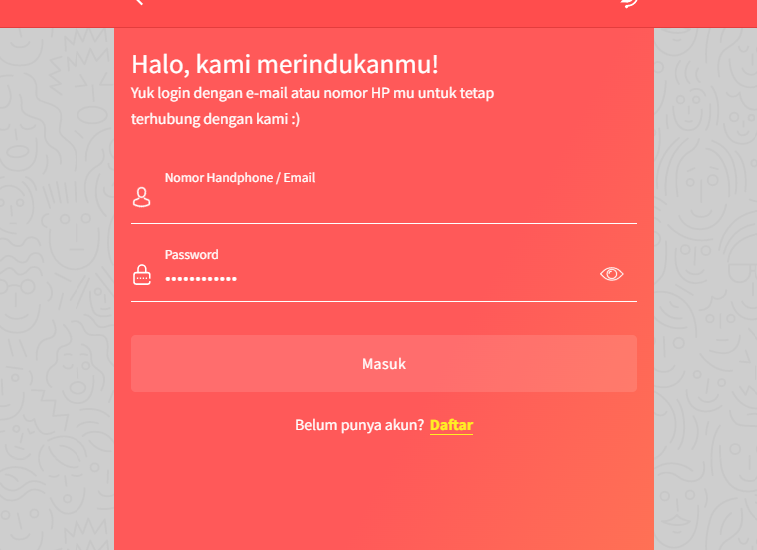 Halo, kami merindukanmu!
Yuk login dengan e-mail atau nomor HP mu untuk tetap
terhubung dengan kami :)
Nomor Handphone / Email
Password
••••••••••••
Masuk
Belum punya akun? Daftar